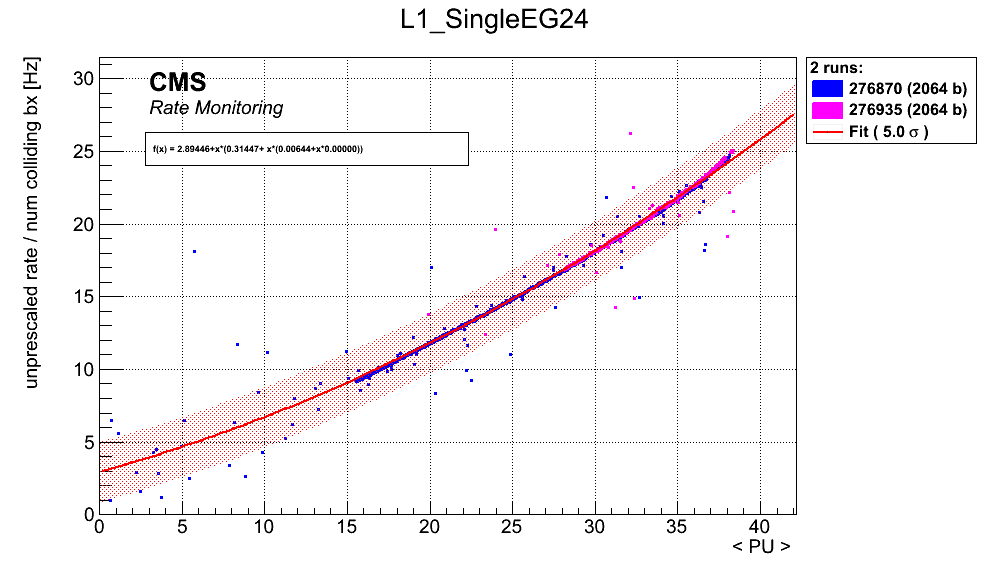 L1_SingleEG24
unprescaled rate / num colliding bx [Hz]
CMS
Rate Monitoring
f(x) = 2.89446+x*(0.31447+ x*(0.00644+x*0.00000))
2 runs:
276870 (2064 b)
276935 (2064 b)
Fit ( 5.0 σ )
30
25
20
15
10
5
0
0 5 10 15 20 25 30 35 40
< PU >